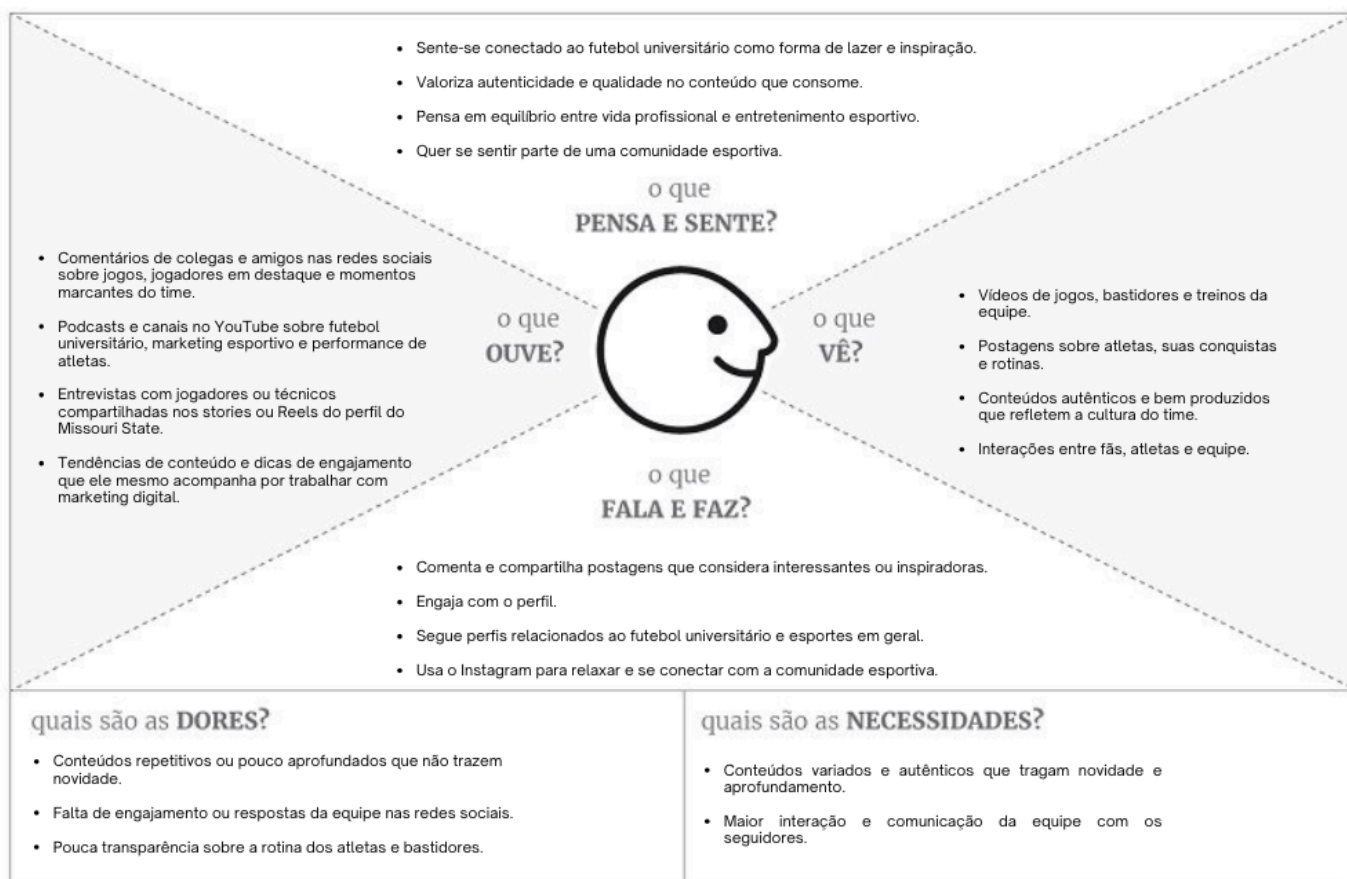 • Sente-se conectado ao futebol universitário como forma de lazer e inspiração.
• Valoriza autenticidade e qualidade no conteúdo que consome.
• Pensa em equilíbrio entre vida profissional e entretenimento esportivo.
• Quer se sentir parte de uma comunidade esportiva.
o que
PENSA E SENTE?
• Comentários de colegas e amigos nas redes sociais
sobre jogos, jogadores em destaque e momentos
marcantes do time.
• Podcasts e canais no YouTube sobre futebol
universitário, marketing esportivo e performance de
atletas.
• Entrevistas com jogadores ou técnicos
compartilhadas nos stories ou Reels do perfil do
Missouri State.
• Tendências de conteúdo e dicas de engajamento
que ele mesmo acompanha por trabalhar com
marketing digital.
o que
OUVE?
o que
VÊ?
• Vídeos de jogos, bastidores e treinos da
equipe.
• Postagens sobre atletas, suas conquistas
e rotinas.
• Conteúdos autênticos e bem produzidos
que refletem a cultura do time.
• Interações entre fãs, atletas e equipe.
o que
FALA E FAZ?
• Comenta e compartilha postagens que considera interessantes ou inspiradoras.
• Engaja com o perfil.
• Segue perfis relacionados ao futebol universitário e esportes em geral.
• Usa o Instagram para relaxar e se conectar com a comunidade esportiva.
quais são as DORES?
• Conteúdos repetitivos ou pouco aprofundados que não trazem
novidade.
• Falta de engajamento ou respostas da equipe nas redes sociais.
• Pouca transparência sobre a rotina dos atletas e bastidores.
quais são as NECESSIDADES?
• Conteúdos variados e autênticos que tragam novidade e
aprofundamento.
• Maior interação e comunicação da equipe com os
seguidores.